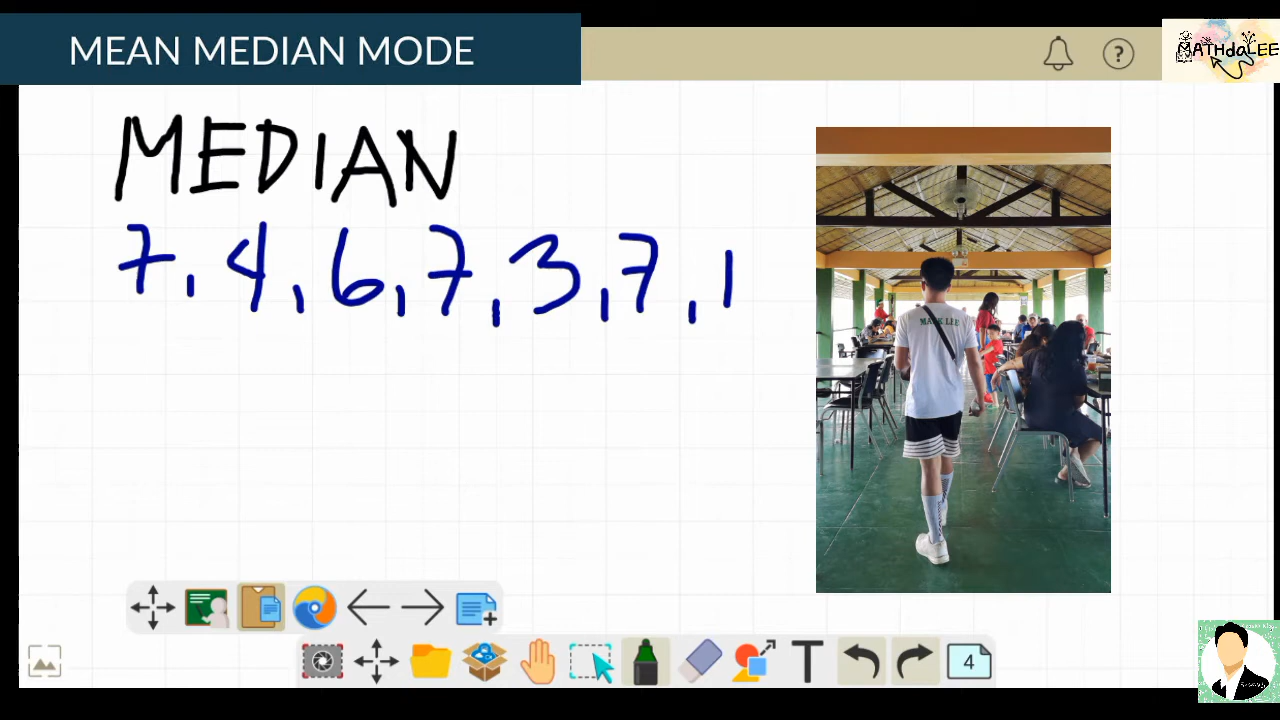 MEAN MEDIAN MODE
?
MATHdaLEE
MEDIAN
7, 4, 6, 7, 3, 7, 1
MARK LEE
4